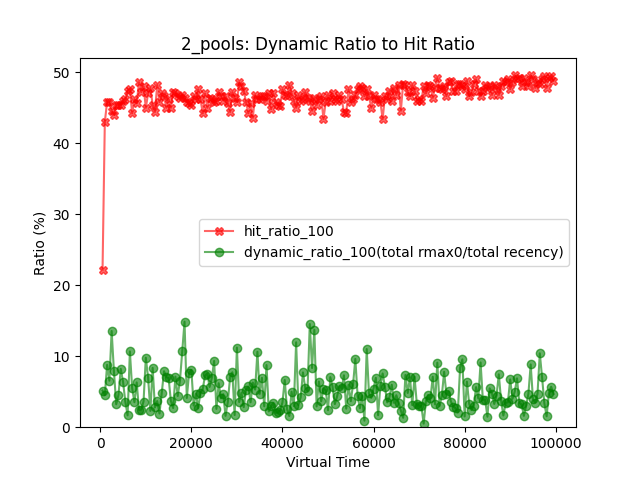 2_pools: Dynamic Ratio to Hit Ratio
50
40
30
20
10
0
Ratio (%)
hit_ratio_100
dynamic_ratio_100(total rmax0/total recency)
0 20000 40000 60000 80000 100000
Virtual Time